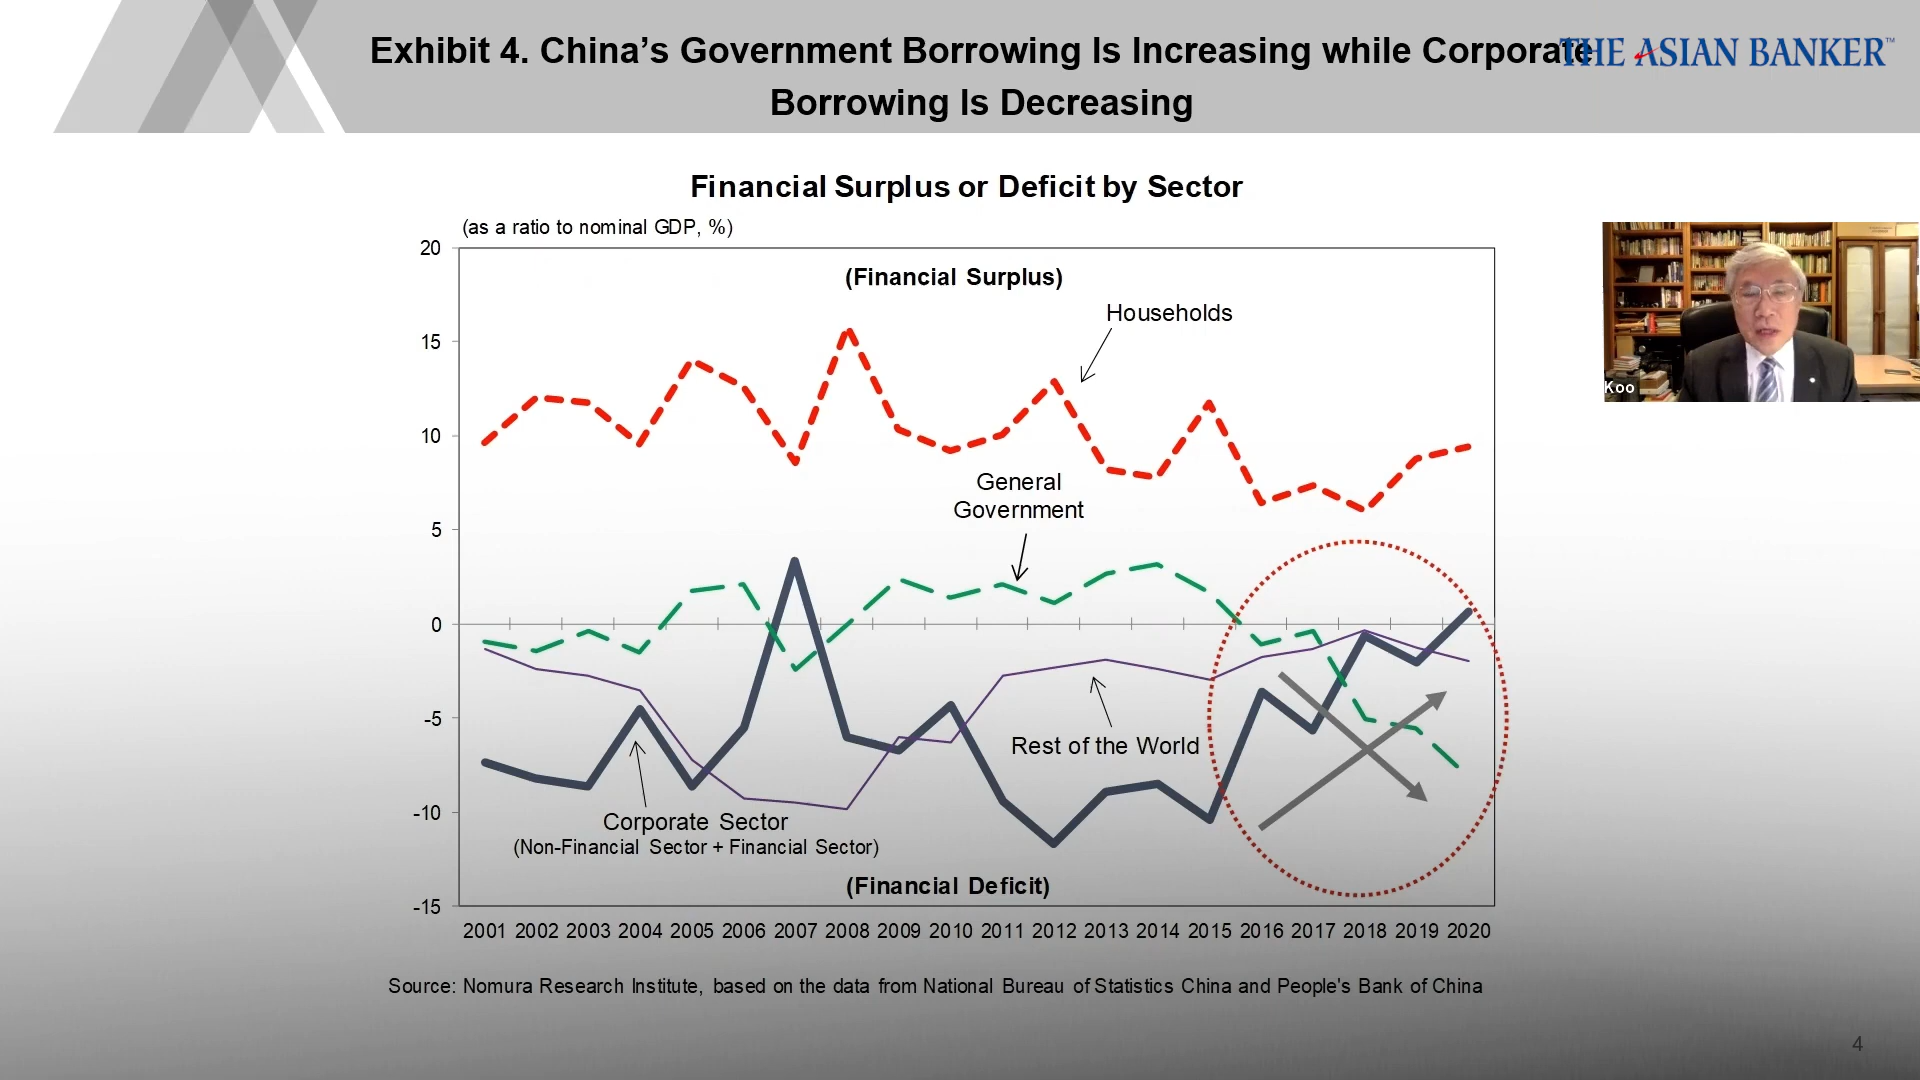 Exhibit 4. China’s Government Borrowing Is Increasing while Corporate
THE ASIAN BANKER™
Borrowing Is Decreasing
Financial Surplus or Deficit by Sector
(as a ratio to nominal GDP, %)
20
(Financial Surplus)
Households
15
10
General
Government
5
0
-5
Rest of the World
-10
Corporate Sector
(Non-Financial Sector + Financial Sector)
(Financial Deficit)
-15
2001 2002 2003 2004 2005 2006 2007 2008 2009 2010 2011 2012 2013 2014 2015 2016 2017 2018 2019 2020
Source: Nomura Research Institute, based on the data from National Bureau of Statistics China and People's Bank of China
Koo
4